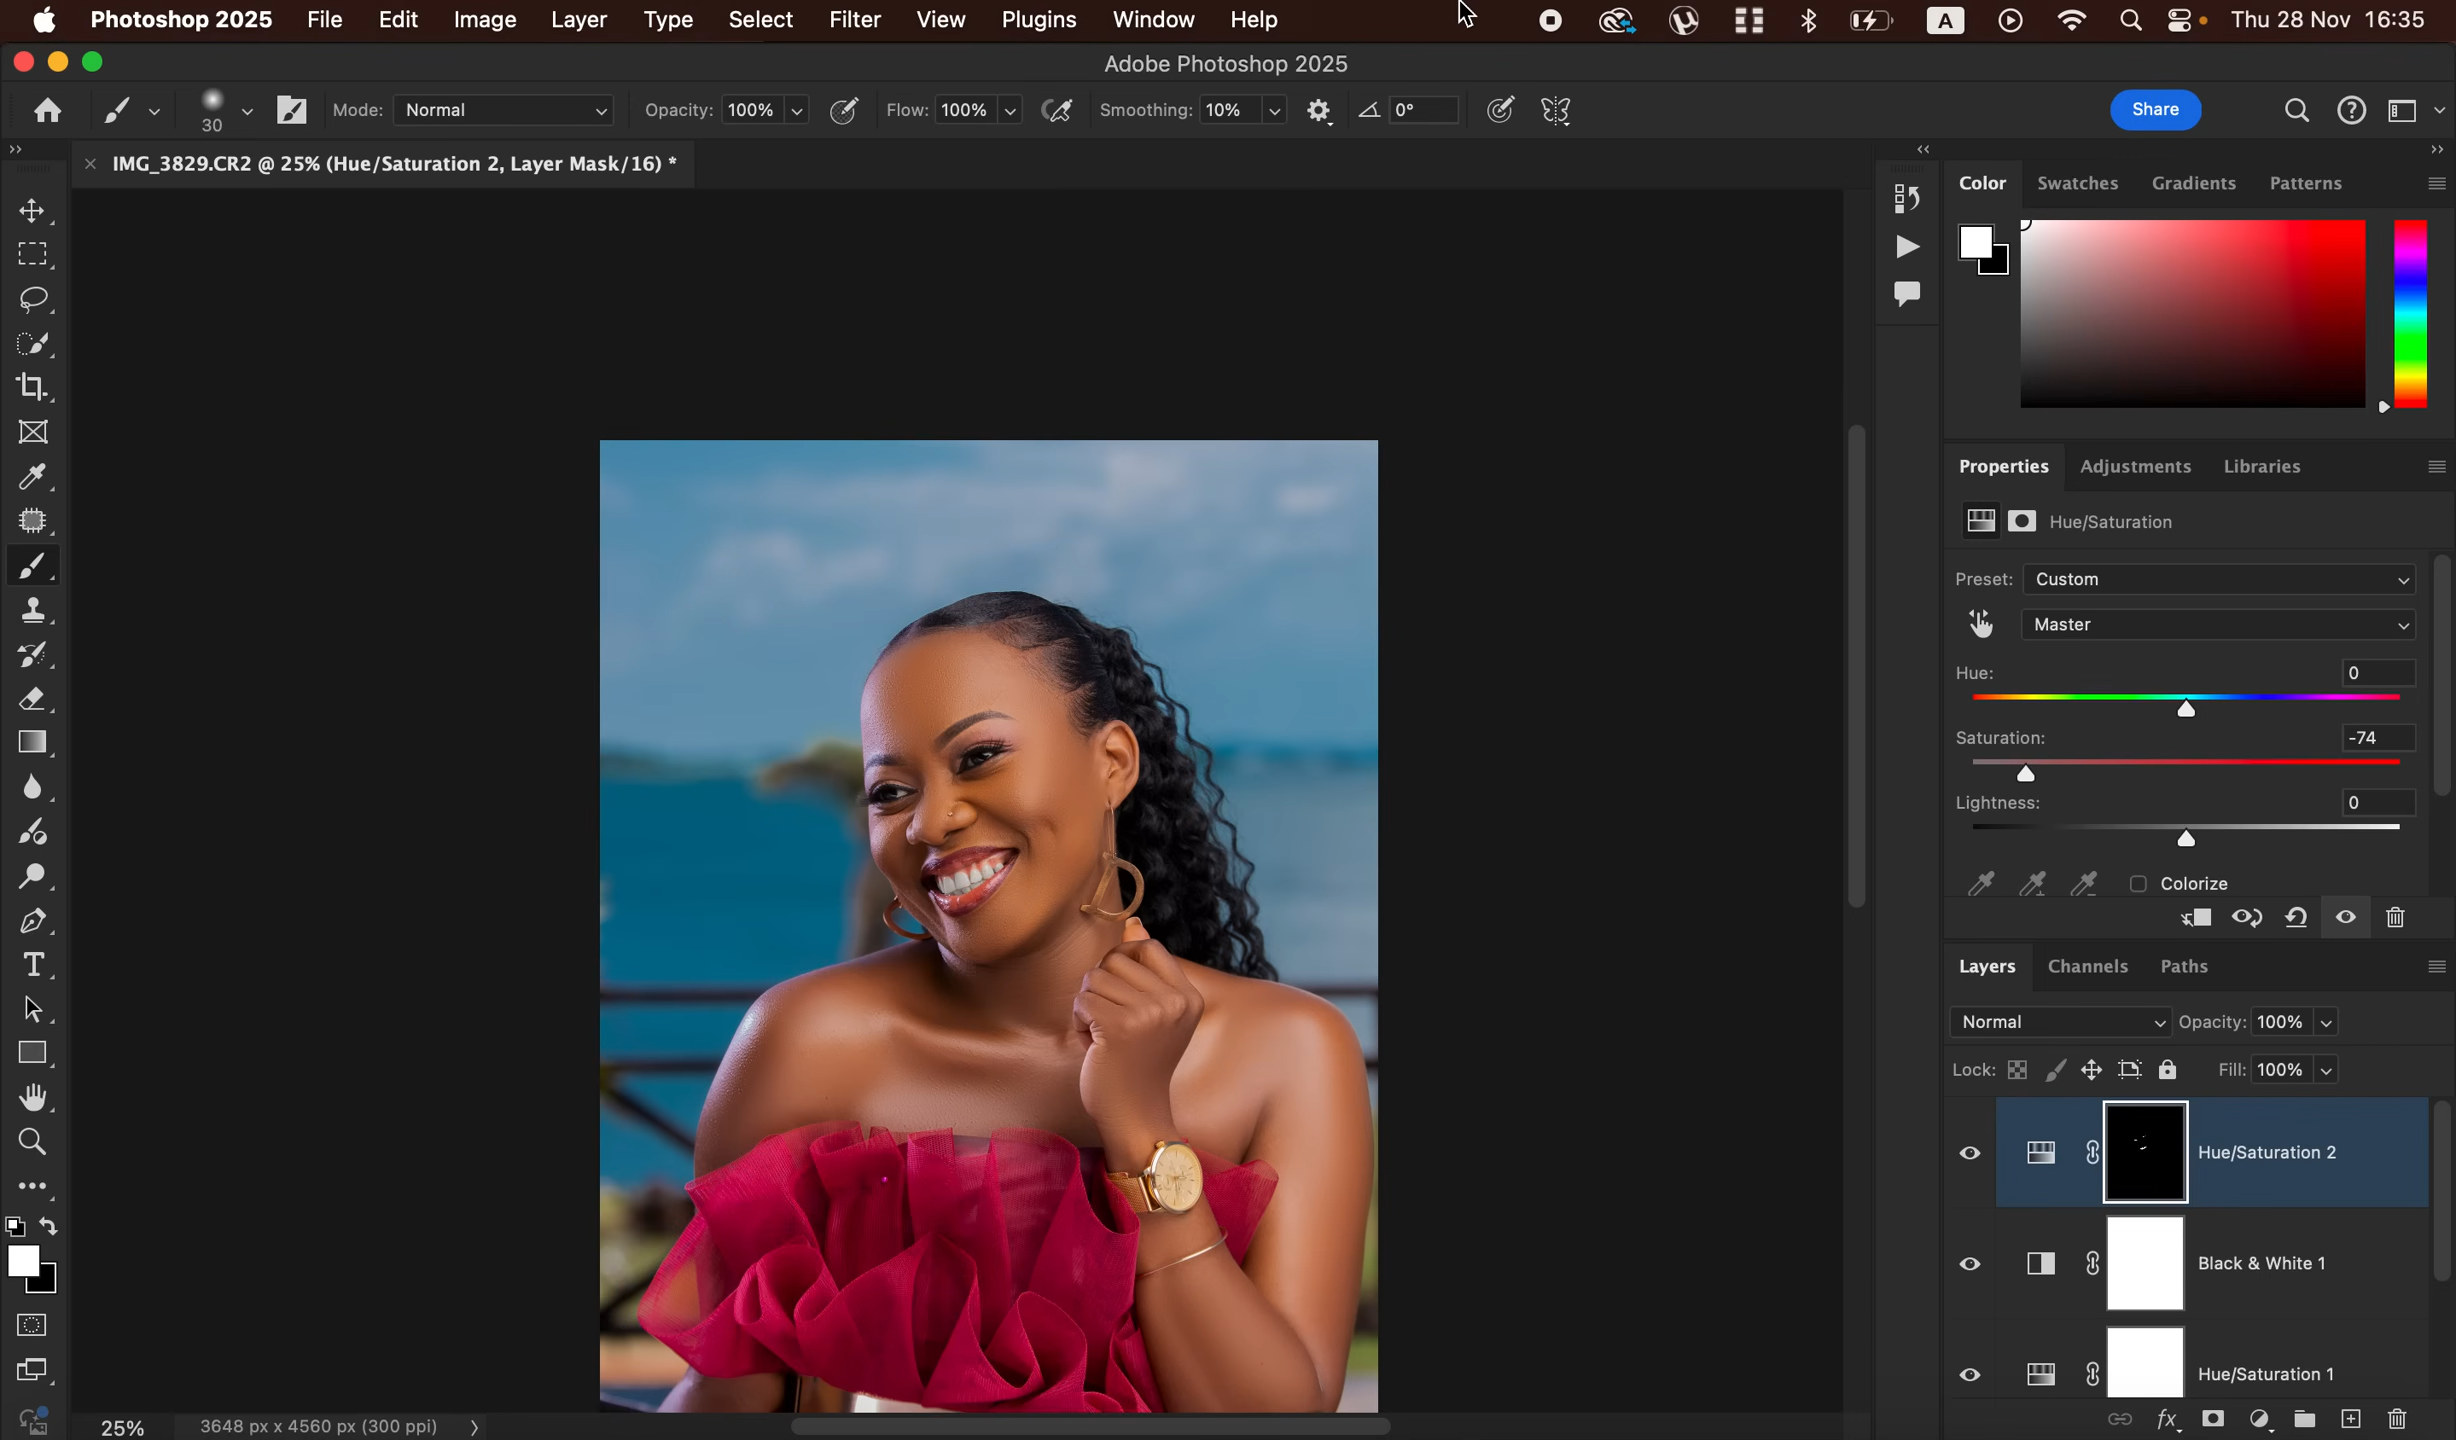 Photoshop 2025 File Edit Image Layer Type Select Filter View Plugins Window Help A Thu 28 Nov 16:35
Adobe Photoshop 2025
30 Mode: Normal Opacity: 100% Flow: 100% Smoothing: 10% 0° Share
IMG_3829.CR2 @ 25% (Hue/Saturation 2, Layer Mask/16) *
Color Swatches Gradients Patterns
Properties Adjustments Libraries
Hue/Saturation
Preset: Custom
Master
Hue: 0
Saturation: -74
Lightness: 0
Colorize
Layers Channels Paths
Normal Opacity: 100%
Lock: Fill: 100%
Hue/Saturation 2
Black & White 1
Hue/Saturation 1
25% 3648 px x 4560 px (300 ppi)
fx